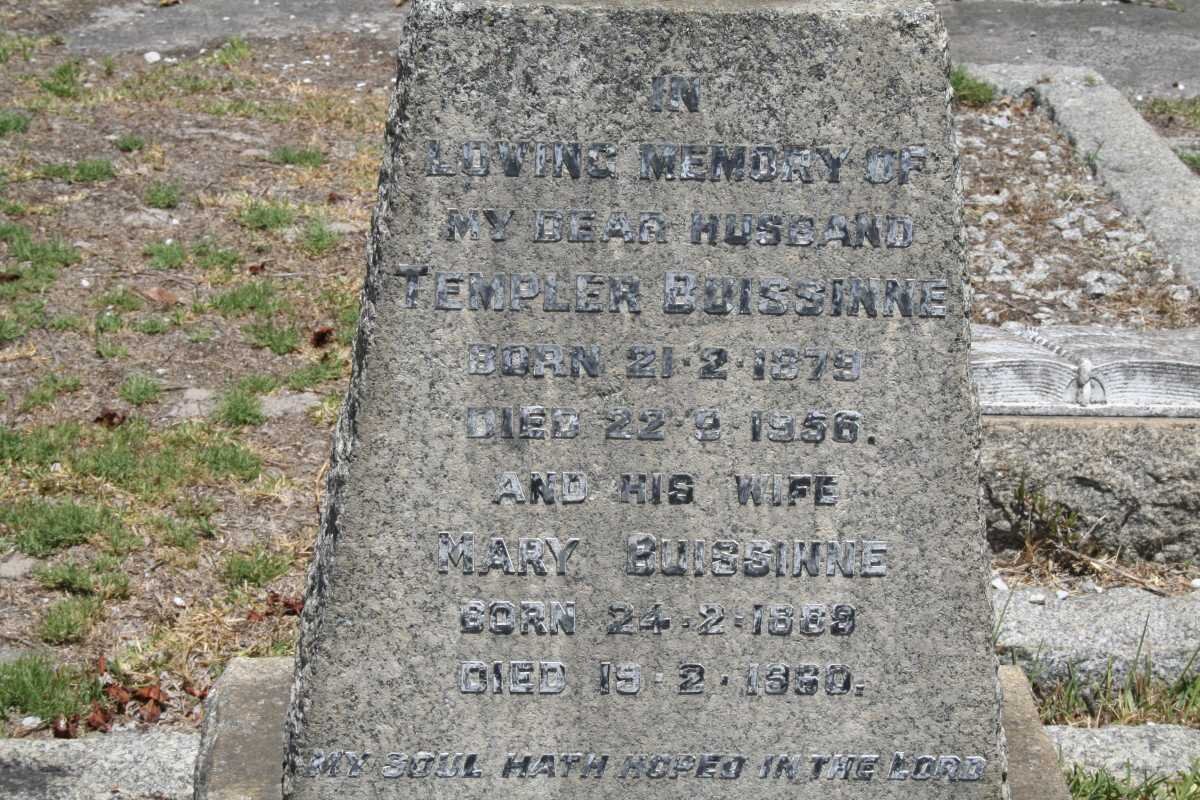 IN
LOVING MEMORY OF
MY DEAR HUSBAND
TEMPLER BUISSINNE
BORN 21·2·1879
DIED 22·9·1956.
AND HIS WIFE
MARY BUISSINNE
BORN 24·2·1889
DIED 19·2·1980.
MY SOUL HATH HOPED IN THE LORD